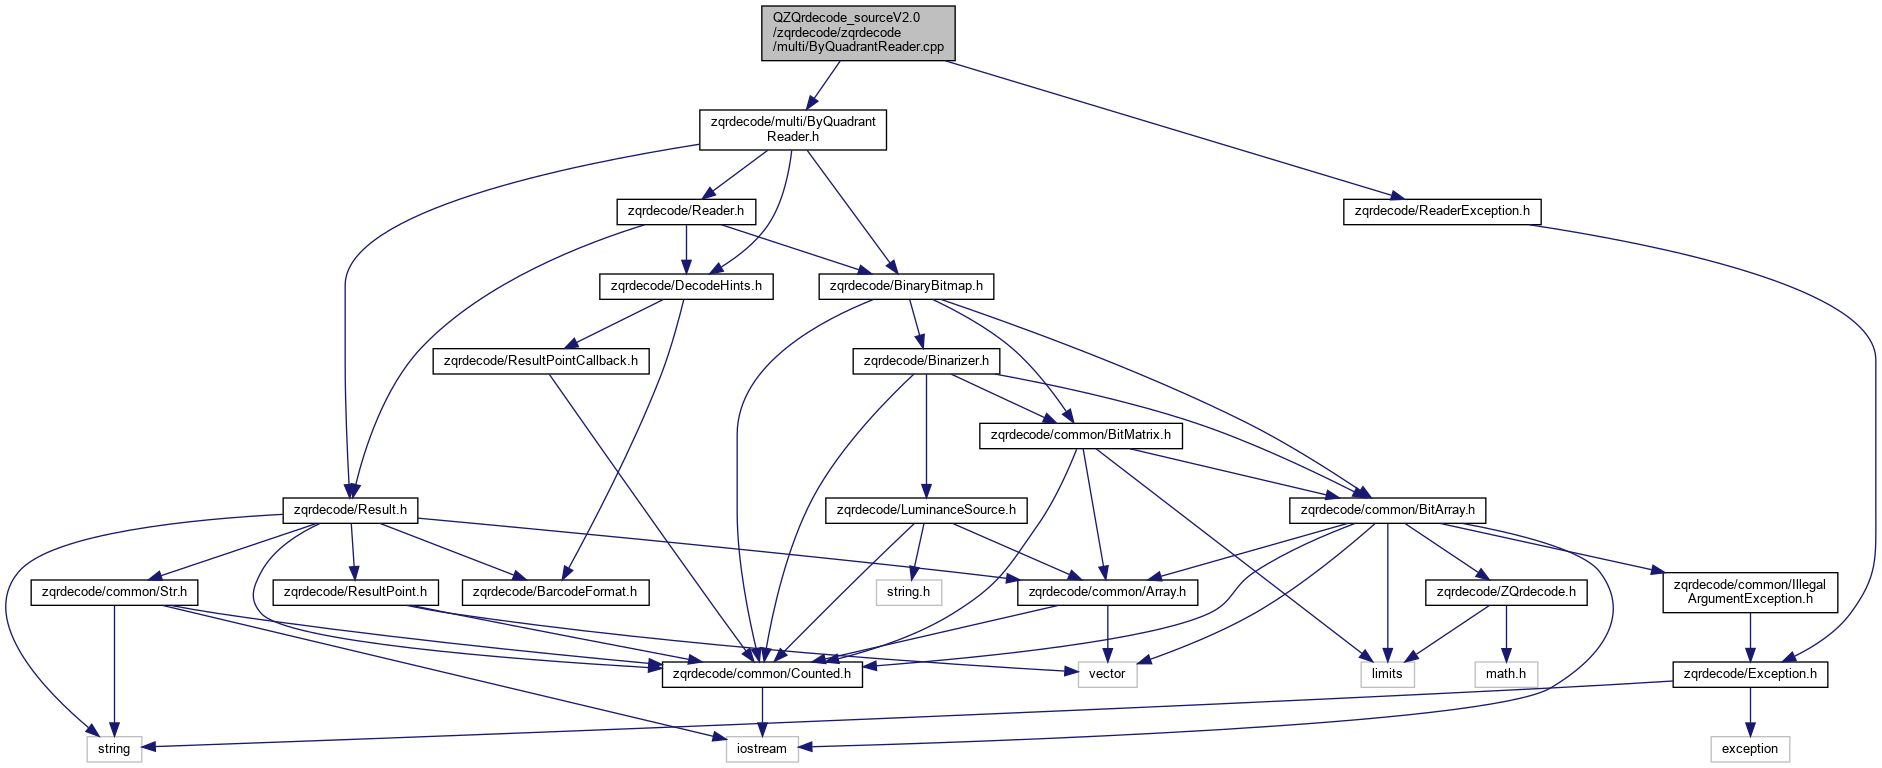 QZQrdecode_sourceV2.0
/zqrdecode/zqrdecode
/multi/ByQuadrantReader.cpp
zqrdecode/multi/ByQuadrant
Reader.h
zqrdecode/Reader.h
zqrdecode/ReaderException.h
zqrdecode/DecodeHints.h
zqrdecode/BinaryBitmap.h
zqrdecode/ResultPointCallback.h
zqrdecode/Binarizer.h
zqrdecode/common/BitMatrix.h
zqrdecode/Result.h
zqrdecode/LuminanceSource.h
zqrdecode/common/BitArray.h
zqrdecode/common/Str.h
zqrdecode/ResultPoint.h
zqrdecode/BarcodeFormat.h
string.h
zqrdecode/common/Array.h
zqrdecode/ZQrdecode.h
zqrdecode/common/Illegal
ArgumentException.h
zqrdecode/common/Counted.h
vector
limits
math.h
zqrdecode/Exception.h
string
iostream
exception